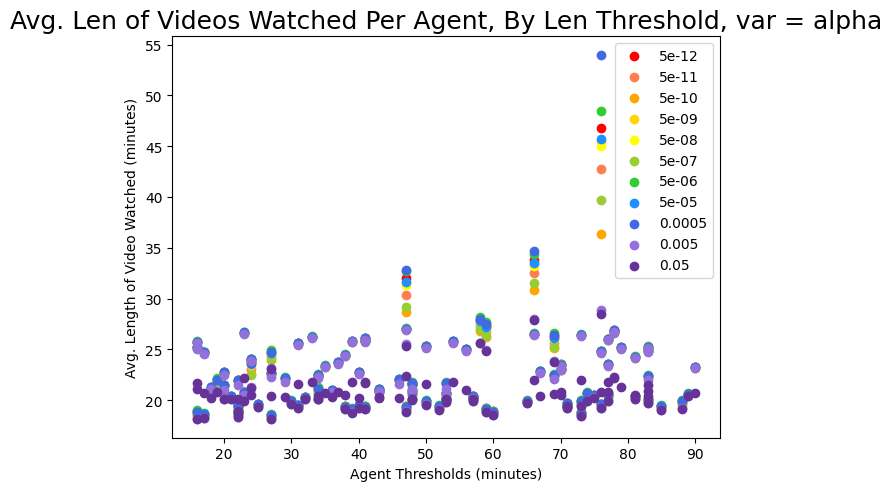 Avg. Len of Videos Watched Per Agent, By Len Threshold, var = alpha
55
50
45
40
35
30
25
20
Avg. Length of Video Watched (minutes)
5e-12
5e-11
5e-10
5e-09
5e-08
5e-07
5e-06
5e-05
0.0005
0.005
0.05
20 30 40 50 60 70 80 90
Agent Thresholds (minutes)